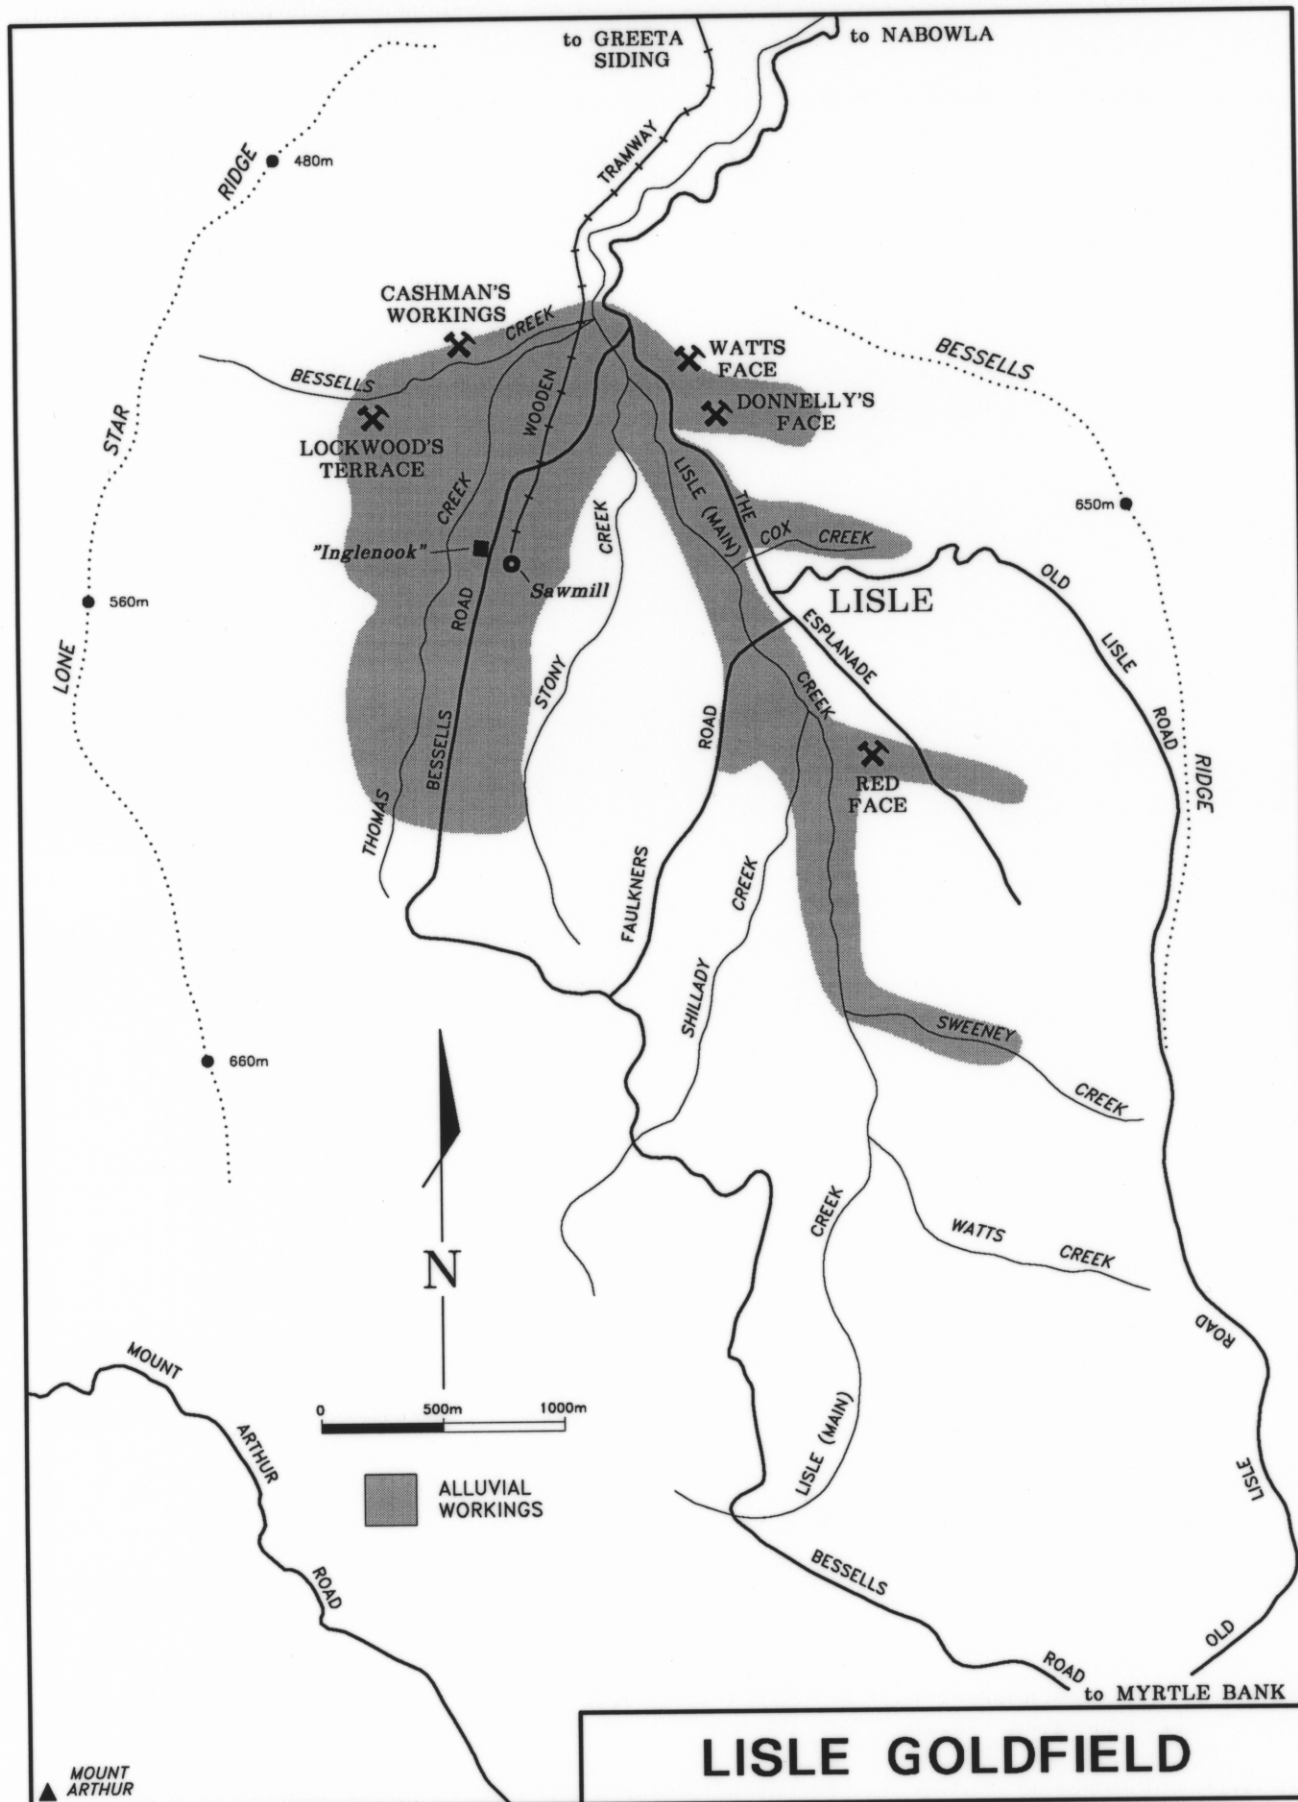 to GREETA
SIDING
to NABOWLA
TRAMWAY
RIDGE
480m
CASHMAN'S
WORKINGS
CREEK
BESSELLS
WOODEN
WATTS
FACE
BESSELLS
DONNELLY'S
FACE
STAR
LOCKWOOD'S
TERRACE
CREEK
LISLE (MAIN)
THE
650m
COX
CREEK
CREEK
"Inglenook"
Sawmill
ROAD
560m
LISLE
OLD
LISLE
ROAD
LONE
STONY
ESPLANADE
CREEK
ROAD
BESSELLS
RIDGE
RED
FACE
THOMAS
FAULKNERS
CREEK
SHILLADY
SWEENEY
CREEK
660m
N
CREEK
WATTS
CREEK
ROAD
MOUNT
ARTHUR
ROAD
0
500m
1000m
LISLE (MAIN)
LISLE
ALLUVIAL
WORKINGS
BESSELLS
ROAD
OLD
to MYRTLE BANK
LISLE GOLDFIELD
MOUNT
ARTHUR